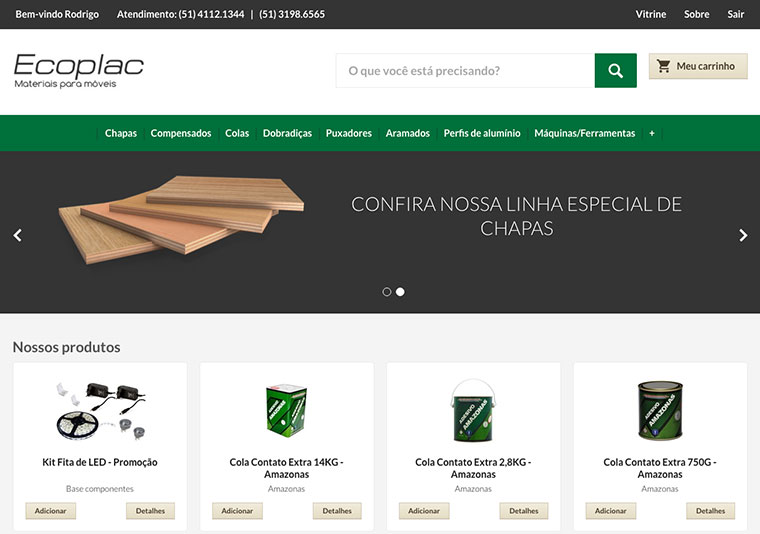 Bem-vindo Rodrigo Atendimento: (51) 4112.1344 | (51) 3198.6565 Vitrine Sobre Sair
Ecoplac
Materiais para móveis
O que você está precisando?
Meu carrinho
Chapas Compensados Colas Dobradiças Puxadores Aramados Perfis de alumínio Máquinas/Ferramentas +
CONFIRA NOSSA LINHA ESPECIAL DE
CHAPAS
Nossos produtos
ADESIVO
AMAZONAS
ADESIVO
AMAZONAS
Kit Fita de LED - Promoção
Base componentes
Adicionar Detalhes
Cola Contato Extra 14KG -
Amazonas
Amazonas
Adicionar Detalhes
Cola Contato Extra 2,8KG -
Amazonas
Amazonas
Adicionar Detalhes
Cola Contato Extra 750G -
Amazonas
Amazonas
Adicionar Detalhes